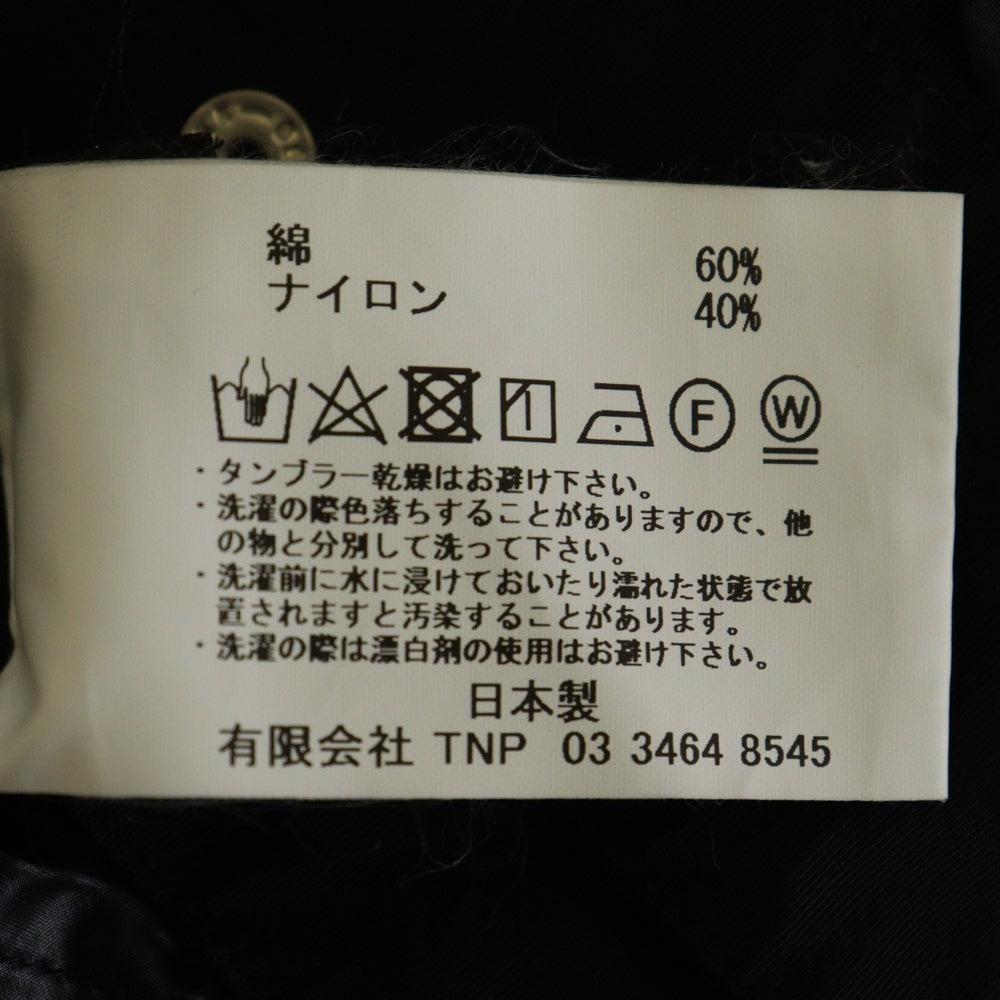 綿 60%
ナイロン 40%
F W
・タンブラー乾燥はお避け下さい。
・洗濯の際色落ちすることがありますので、他
の物と分別して洗って下さい。
・洗濯前に水に浸けておいたり濡れた状態で放
置されますと汚染することがあります。
・洗濯の際は漂白剤の使用はお避け下さい。
日本製
有限会社 TNP 03 3464 8545